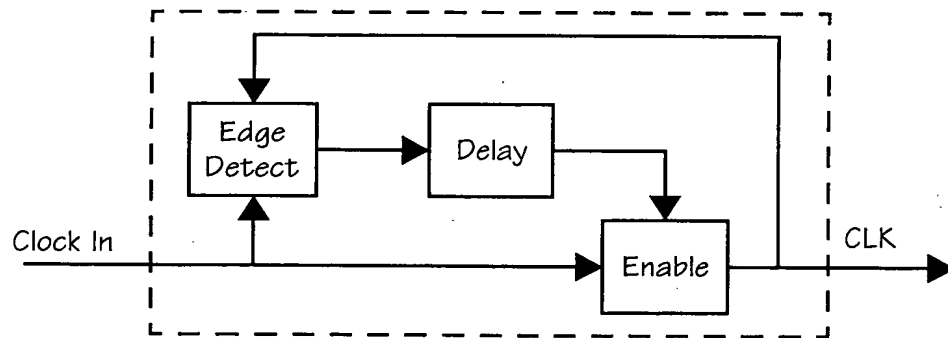 Edge
Detect
Delay
Clock In
Enable
CLK